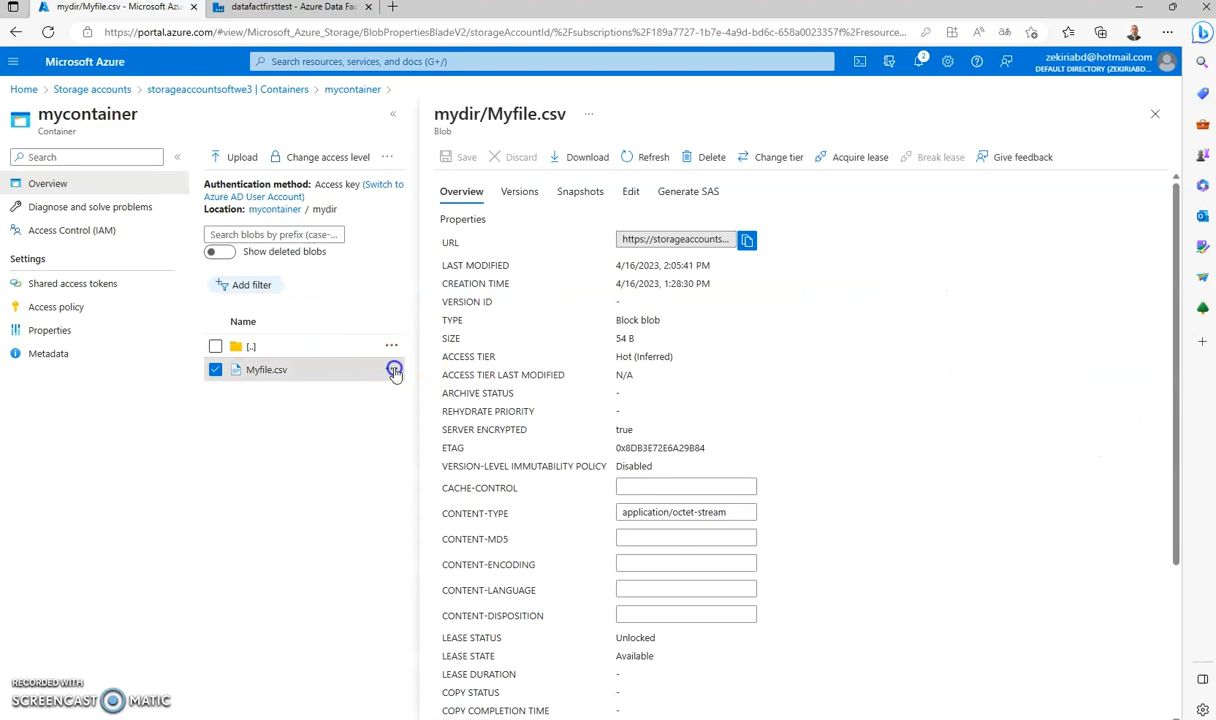 mydir/Myfile.csv - Microsoft Azu
datafactfirsttest - Azure Data Fac
https://portal.azure.com/#view/Microsoft_Azure_Storage/BlobPropertiesBladeV2/storageAccountId/%2Fsubscriptions%2F189a7727-1b7e-4a9d-bd6c-658a0023357f%2Fresource...
Microsoft Azure
Search resources, services, and docs (G+/)
2
zekiriabd@hotmail.com
DEFAULT DIRECTORY (ZEKIRIABD...
Home > Storage accounts > storageaccountsoftwe3 | Containers > mycontainer >
mycontainer
Container
Search
Overview
Diagnose and solve problems
Access Control (IAM)
Settings
Shared access tokens
Access policy
Properties
Metadata
Upload
Change access level
Authentication method: Access key (Switch to
Azure AD User Account)
Location: mycontainer / mydir
Search blobs by prefix (case-...
Show deleted blobs
Add filter
Name
[..]
Myfile.csv
mydir/Myfile.csv
Blob
Save Discard Download Refresh Delete Change tier Acquire lease Break lease Give feedback
Overview Versions Snapshots Edit Generate SAS
Properties
URL https://storageaccounts...
LAST MODIFIED 4/16/2023, 2:05:41 PM
CREATION TIME 4/16/2023, 1:28:30 PM
VERSION ID -
TYPE Block blob
SIZE 54 B
ACCESS TIER Hot (Inferred)
ACCESS TIER LAST MODIFIED N/A
ARCHIVE STATUS -
REHYDRATE PRIORITY -
SERVER ENCRYPTED true
ETAG 0x8DB3E72E6A29B84
VERSION-LEVEL IMMUTABILITY POLICY Disabled
CACHE-CONTROL
CONTENT-TYPE application/octet-stream
CONTENT-MD5
CONTENT-ENCODING
CONTENT-LANGUAGE
CONTENT-DISPOSITION
LEASE STATUS Unlocked
LEASE STATE Available
LEASE DURATION -
COPY STATUS -
COPY COMPLETION TIME -
RECORDED WITH
SCREENCAST MATIC